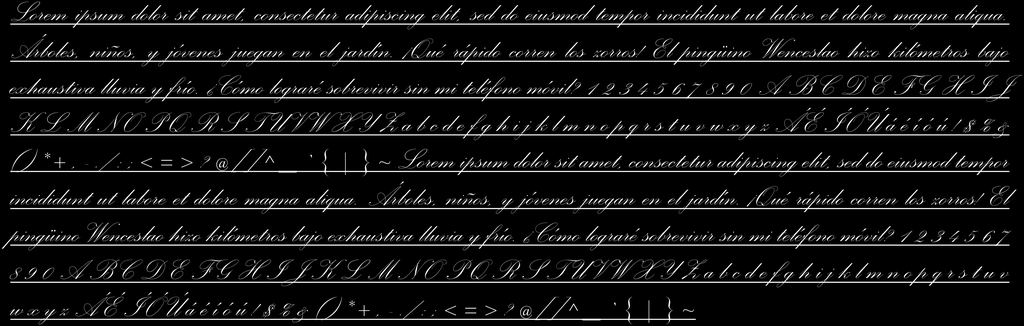 Lorem ipsum dolor sit amet, consectetur adipiscing elit, sed do eiusmod tempor incididunt ut labore et dolore magna aliqua.
Árboles, niños, y jóvenes juegan en el jardín. ¡Qué rápido corren los zorros! El pingüino Wenceslao hizo kilómetros bajo
exhaustiva lluvia y frío. ¿Cómo lograré sobrevivir sin mi teléfono móvil? 1 2 3 4 5 6 7 8 9 0 A B C D E F G H I J
K L M N O P Q R S T U V W X Y Z a b c d e f g h i j k l m n o p q r s t u v w x y z Á É Í Ó Ú á é í ó ú ! $ % &
( ) * + , - . / : ; < = > ? @ / / ^ _ ` { | } ~ Lorem ipsum dolor sit amet, consectetur adipiscing elit, sed do eiusmod tempor
incididunt ut labore et dolore magna aliqua. Árboles, niños, y jóvenes juegan en el jardín. ¡Qué rápido corren los zorros! El
pingüino Wenceslao hizo kilómetros bajo exhaustiva lluvia y frío. ¿Cómo lograré sobrevivir sin mi teléfono móvil? 1 2 3 4 5 6 7
8 9 0 A B C D E F G H I J K L M N O P Q R S T U V W X Y Z a b c d e f g h i j k l m n o p q r s t u v
w x y z Á É Í Ó Ú á é í ó ú ! $ % & ( ) * + , - . / : ; < = > ? @ / / ^ _ ` { | } ~